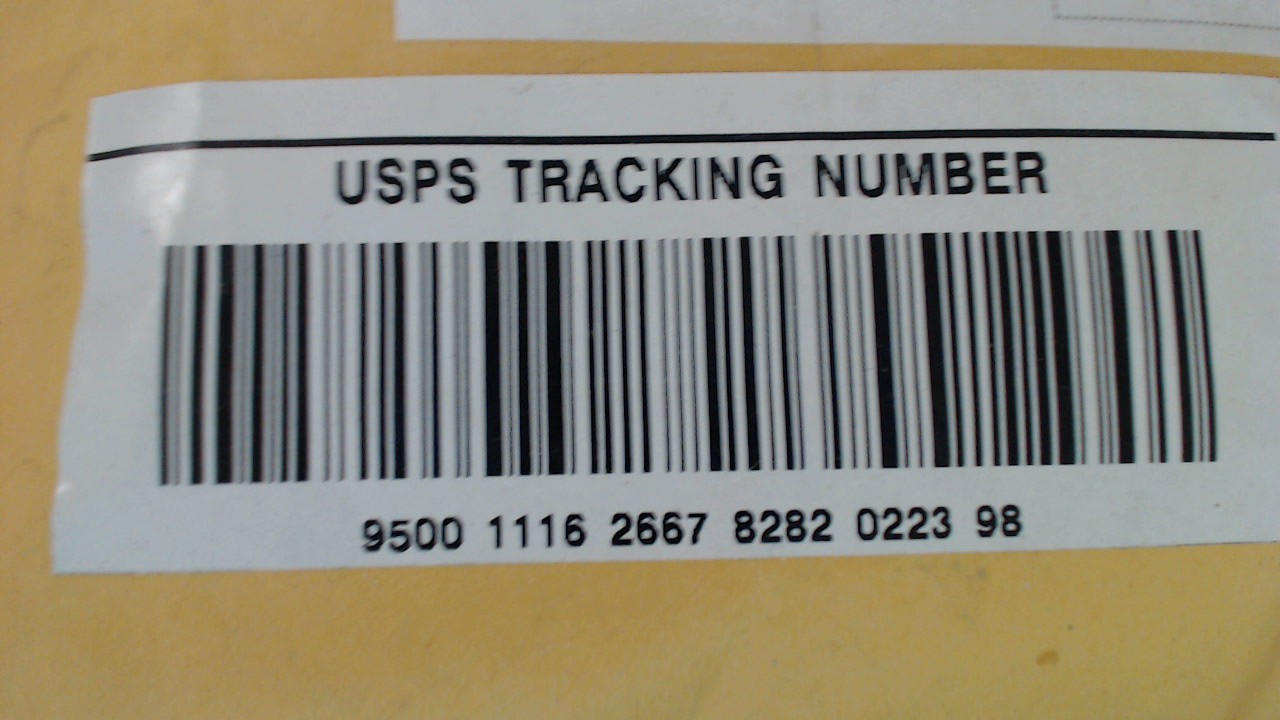 USPS TRACKING NUMBER
9500 1116 2667 8282 0223 98